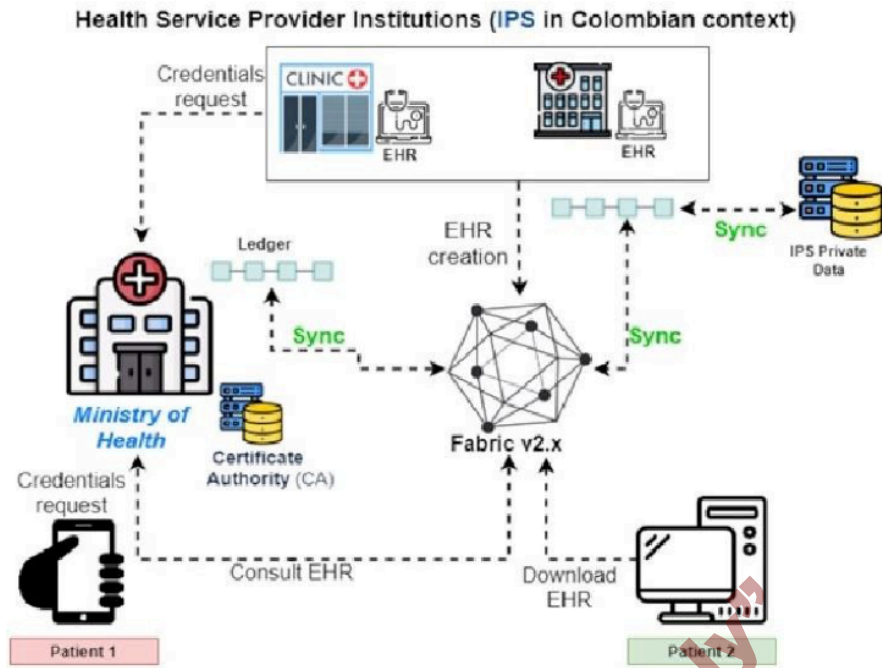 Health Service Provider Institutions (IPS in Colombian context)
Credentials
request
CLINIC
EHR
EHR
Ledger
EHR
creation
Sync
IPS Private
Data
Sync
Sync
Ministry of
Health
Fabric v2.x
Certificate
Authority (CA)
Credentials
request
Consult EHR
Download
EHR
Patient 1
Patient 2
ly,